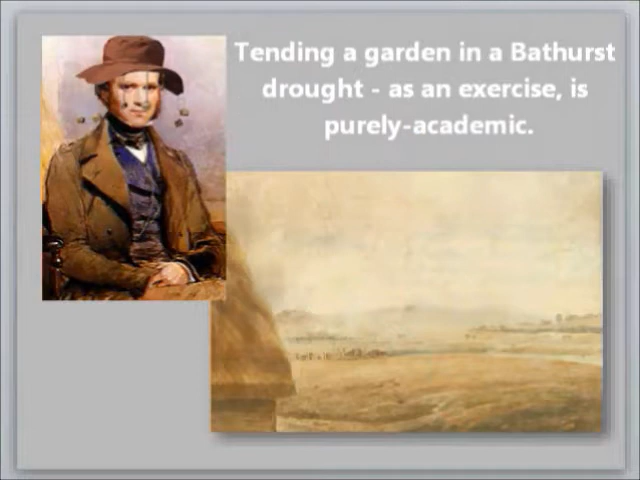 Tending a garden in a Bathurst
drought - as an exercise, is
purely-academic.